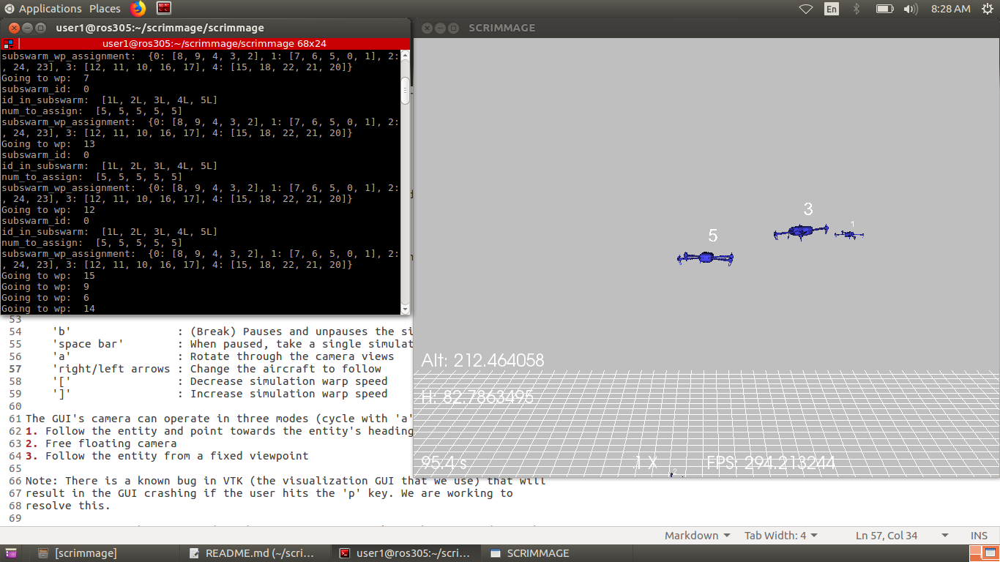 Applications Places En 8:28 AM
user1@ros305:~/scrimmage/scrimmage
user1@ros305:~/scrimmage/scrimmage 68x24
subswarm_wp_assignment:  {0: [8, 9, 4, 3, 2], 1: [7, 6, 5, 0, 1], 2:
, 24, 23], 3: [12, 11, 10, 16, 17], 4: [15, 18, 22, 21, 20]}
Going to wp:  7
subswarm_id:  0
id_in_subswarm:  [1L, 2L, 3L, 4L, 5L]
num_to_assign:  [5, 5, 5, 5, 5]
subswarm_wp_assignment:  {0: [8, 9, 4, 3, 2], 1: [7, 6, 5, 0, 1], 2:
, 24, 23], 3: [12, 11, 10, 16, 17], 4: [15, 18, 22, 21, 20]}
Going to wp:  13
subswarm_id:  0
id_in_subswarm:  [1L, 2L, 3L, 4L, 5L]
num_to_assign:  [5, 5, 5, 5, 5]
subswarm_wp_assignment:  {0: [8, 9, 4, 3, 2], 1: [7, 6, 5, 0, 1], 2:
, 24, 23], 3: [12, 11, 10, 16, 17], 4: [15, 18, 22, 21, 20]}
Going to wp:  12
subswarm_id:  0
id_in_subswarm:  [1L, 2L, 3L, 4L, 5L]
num_to_assign:  [5, 5, 5, 5, 5]
subswarm_wp_assignment:  {0: [8, 9, 4, 3, 2], 1: [7, 6, 5, 0, 1], 2:
, 24, 23], 3: [12, 11, 10, 16, 17], 4: [15, 18, 22, 21, 20]}
Going to wp:  15
Going to wp:  9
Going to wp:  6
Going to wp:  14
53
54 'b' : (Break) Pauses and unpauses the si
55 'space bar' : When paused, take a single simulat
56 'a' : Rotate through the camera views
57 'right/left arrows : Change the aircraft to follow
58 '[' : Decrease simulation warp speed
59 ']' : Increase simulation warp speed
60
61 The GUI's camera can operate in three modes (cycle with 'a'
62 1. Follow the entity and point towards the entity's heading
63 2. Free floating camera
64 3. Follow the entity from a fixed viewpoint
65
66 Note: There is a known bug in VTK (the visualization GUI that we use) that will
67 result in the GUI crashing if the user hits the 'p' key. We are working to
68 resolve this.
69
SCRIMMAGE
3
1
5
Alt: 212.464058
H: 82.7863495
95.4 s 1 X FPS: 294.213244
Markdown Tab Width: 4 Ln 57, Col 34 INS
[scrimmage] README.md (~/scri... user1@ros305:~/scri... SCRIMMAGE